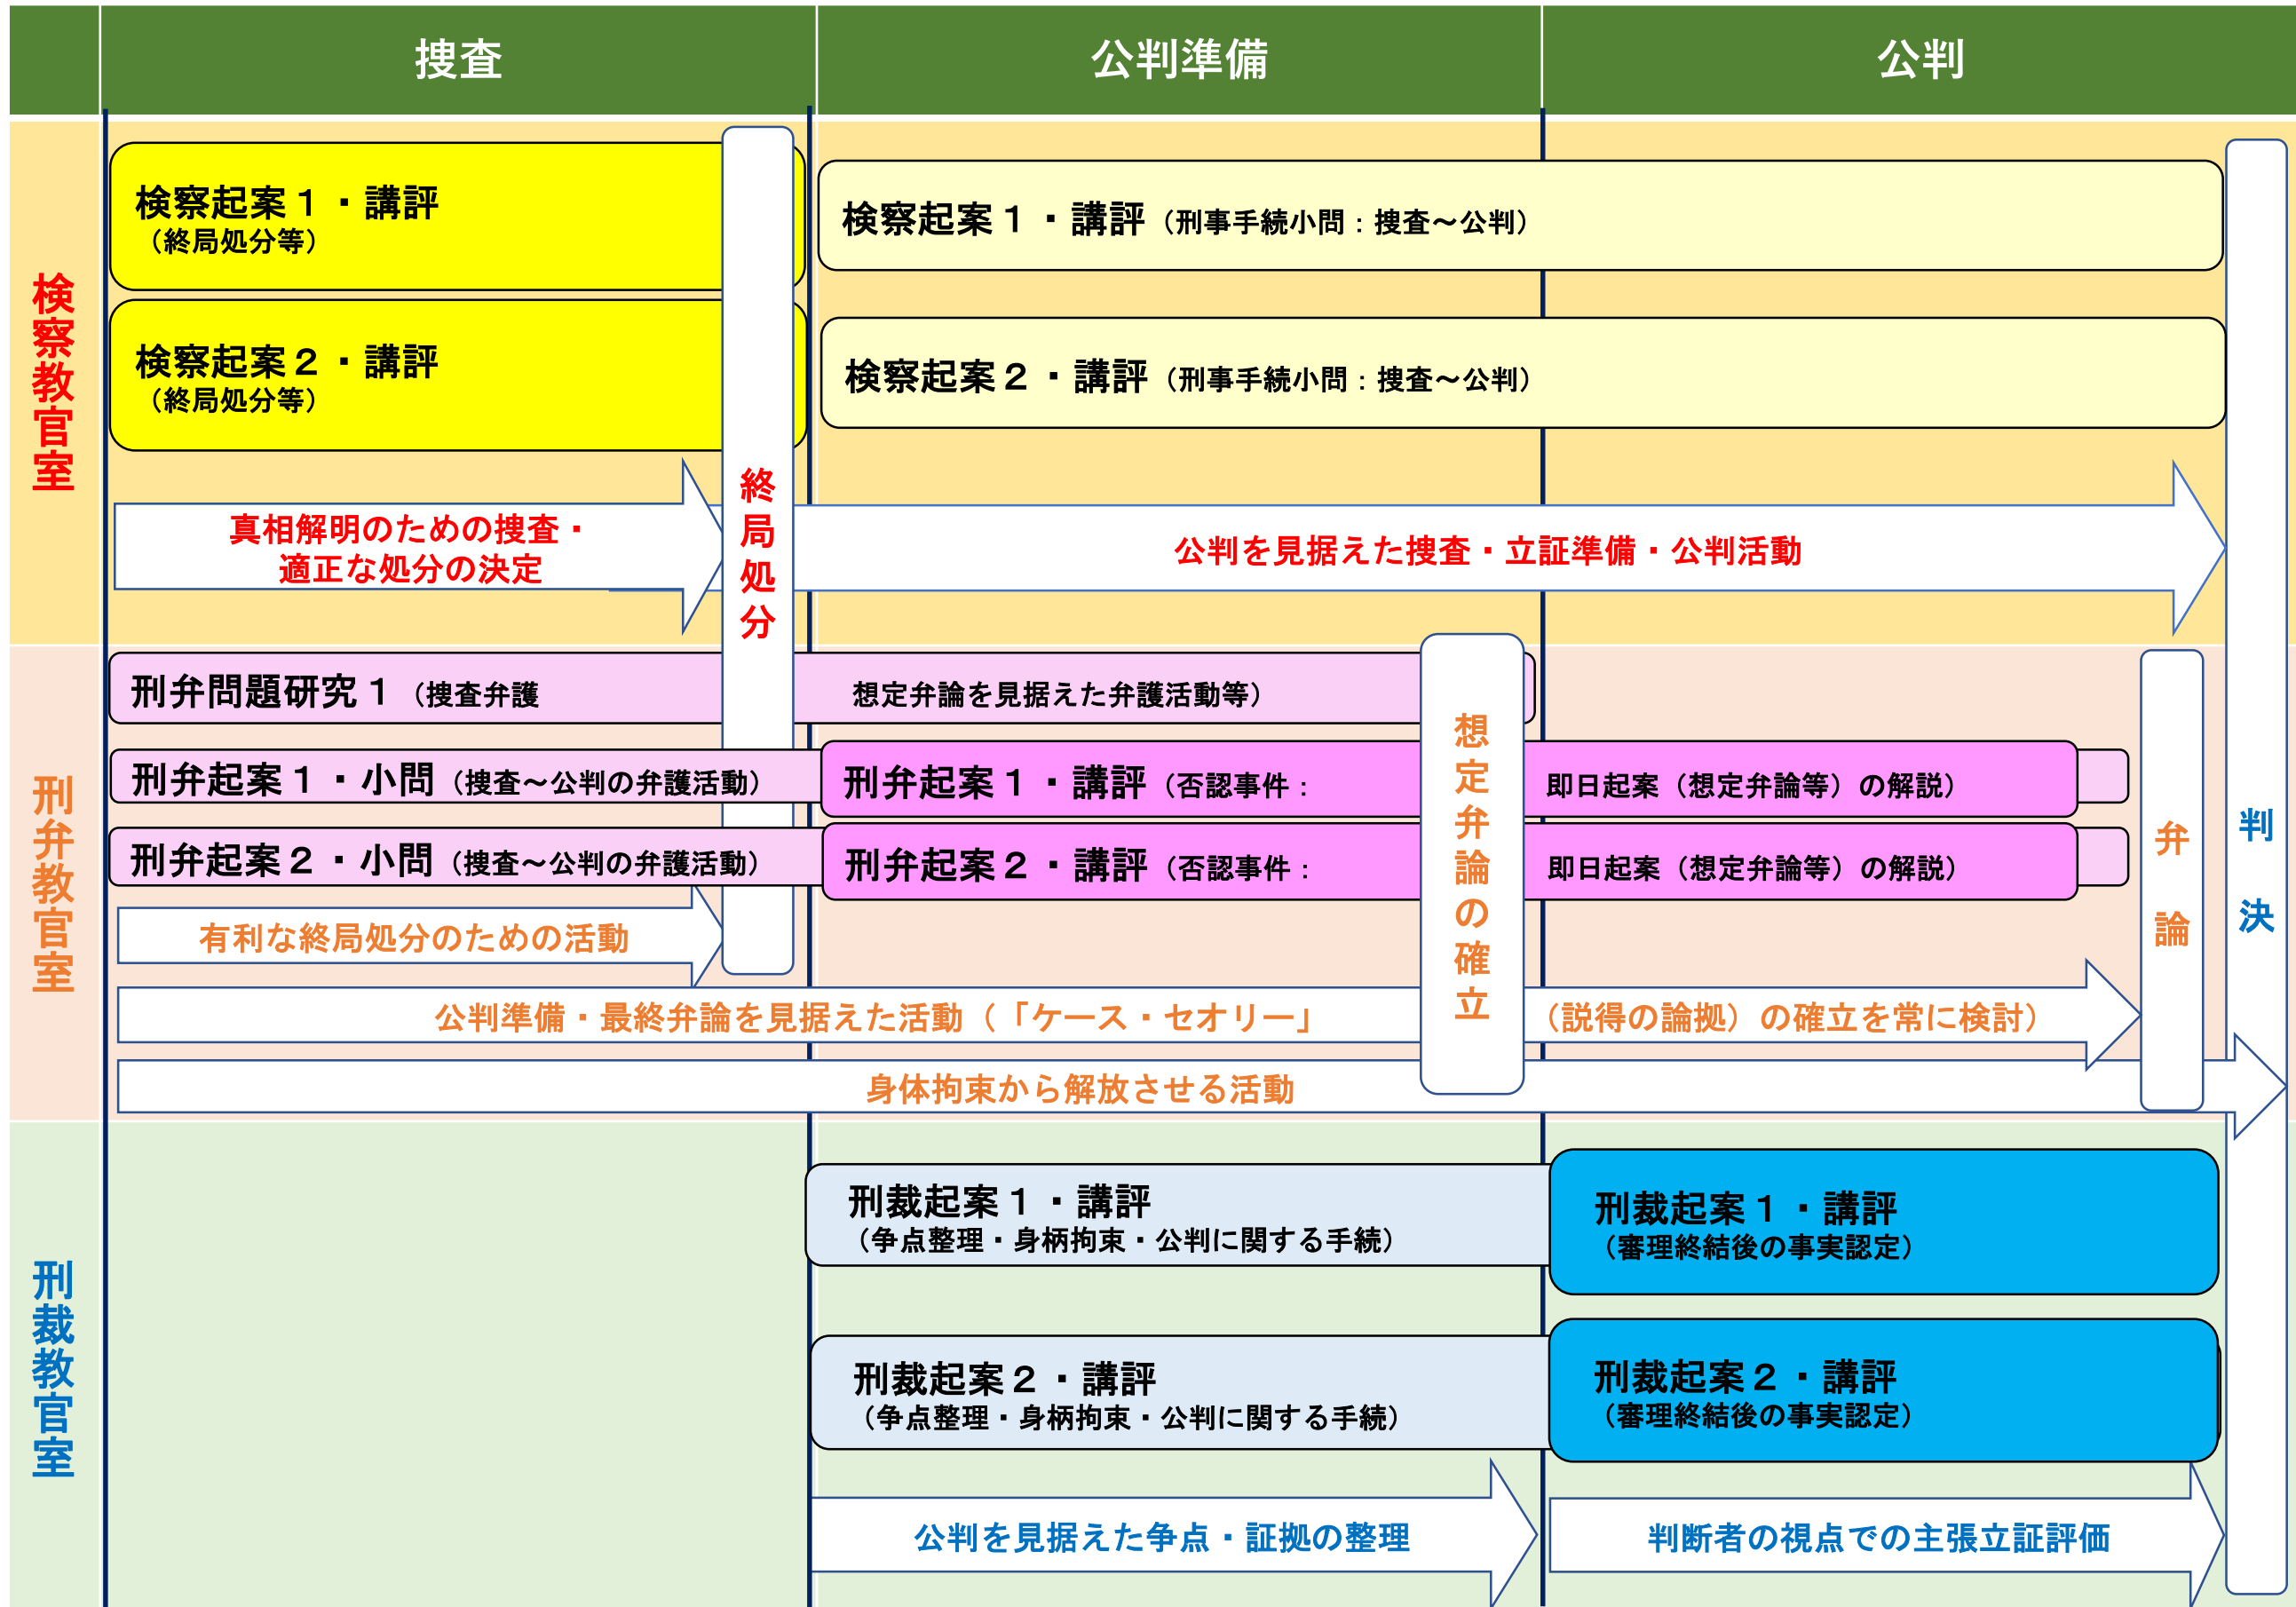 捜査
公判準備
公判
検察教官室
検察起案１・講評
（終局処分等）
検察起案１・講評（刑事手続小問：捜査～公判）
検察起案２・講評
（終局処分等）
検察起案２・講評（刑事手続小問：捜査～公判）
終局処分
真相解明のための捜査・
適正な処分の決定
公判を見据えた捜査・立証準備・公判活動
刑弁教官室
刑弁問題研究１（捜査弁護 想定弁論を見据えた弁護活動等）
刑弁起案１・小問（捜査～公判の弁護活動）
刑弁起案１・講評（否認事件： 即日起案（想定弁論等）の解説）
刑弁起案２・小問（捜査～公判の弁護活動）
刑弁起案２・講評（否認事件： 即日起案（想定弁論等）の解説）
想定弁論の確立
弁論
判決
有利な終局処分のための活動
公判準備・最終弁論を見据えた活動（「ケース・セオリー」 （説得の論拠）の確立を常に検討）
身体拘束から解放させる活動
刑裁教官室
刑裁起案１・講評
（争点整理・身柄拘束・公判に関する手続）
刑裁起案１・講評
（審理終結後の事実認定）
刑裁起案２・講評
（争点整理・身柄拘束・公判に関する手続）
刑裁起案２・講評
（審理終結後の事実認定）
公判を見据えた争点・証拠の整理
判断者の視点での主張立証評価